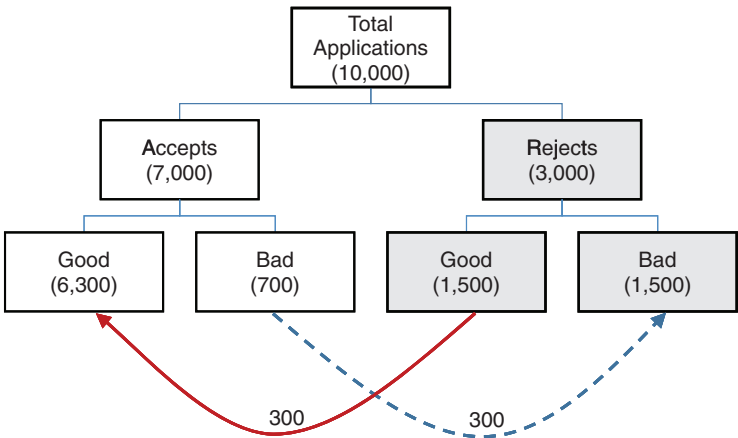 Total
Applications
(10,000)
Accepts
(7,000)
Rejects
(3,000)
Good
(6,300)
Bad
(700)
Good
(1,500)
Bad
(1,500)
300
300